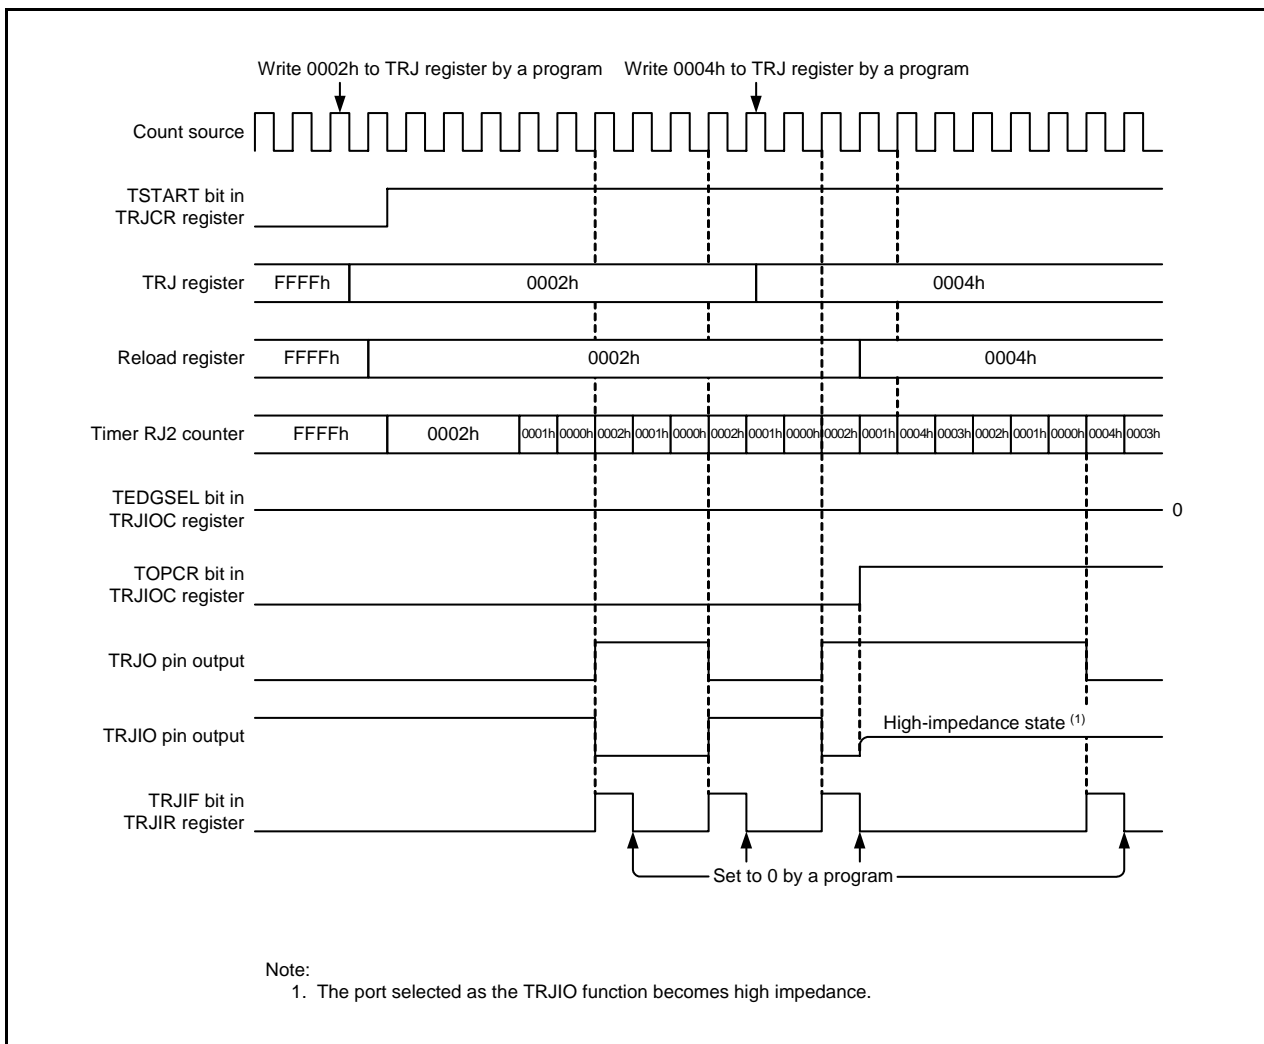 Write 0002h to TRJ register by a program
Write 0004h to TRJ register by a program
Count source
TSTART bit in
TRJCR register
TRJ register
FFFFh
0002h
0004h
Reload register
FFFFh
0002h
0004h
Timer RJ2 counter
FFFFh
0002h
0001h 0000h 0002h 0001h 0000h 0002h 0001h 0000h 0002h 0001h 0004h 0003h 0002h 0001h 0000h 0004h 0003h
TEDGSEL bit in
TRJIOC register
0
TOPCR bit in
TRJIOC register
TRJO pin output
TRJIO pin output
High-impedance state (1)
TRJIF bit in
TRJIR register
Set to 0 by a program
Note:
1. The port selected as the TRJIO function becomes high impedance.